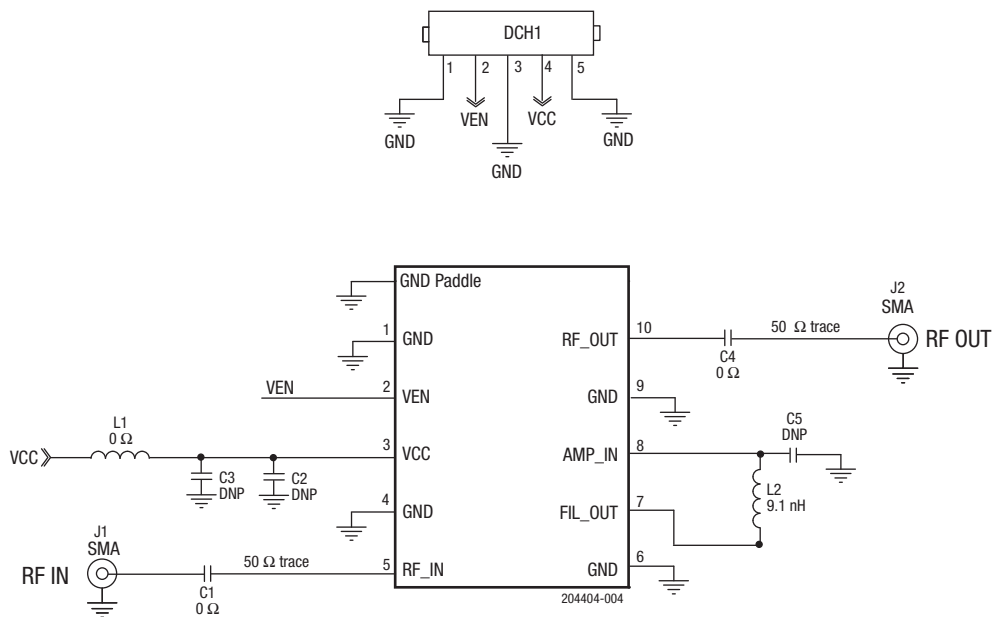 DCH1
1 2 3 4 5
GND
VEN
GND
VCC
GND
GND Paddle
1
GND
VEN
2
VEN
L1
0 Ω
VCC
3
VCC
C3
DNP
C2
DNP
4
GND
J1
SMA
RF IN
C1
0 Ω
50 Ω trace
5
RF_IN
RF_OUT
10
C4
0 Ω
50 Ω trace
J2
SMA
RF OUT
GND
9
AMP_IN
8
C5
DNP
L2
9.1 nH
FIL_OUT
7
GND
6
204404-004